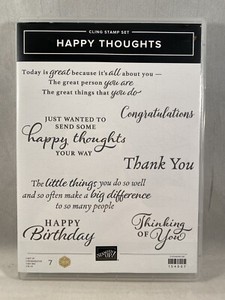 CLING STAMP SET
HAPPY THOUGHTS
Today is great because it's all about you —
The great person you are
The great things that you do
Congratulations
JUST WANTED TO
SEND SOME
happy thoughts
YOUR WAY
Thank You
The little things you do so well
and so often make a big difference
to so many people
HAPPY
Birthday
Thinking
of You
7
STAMPIN' UP!